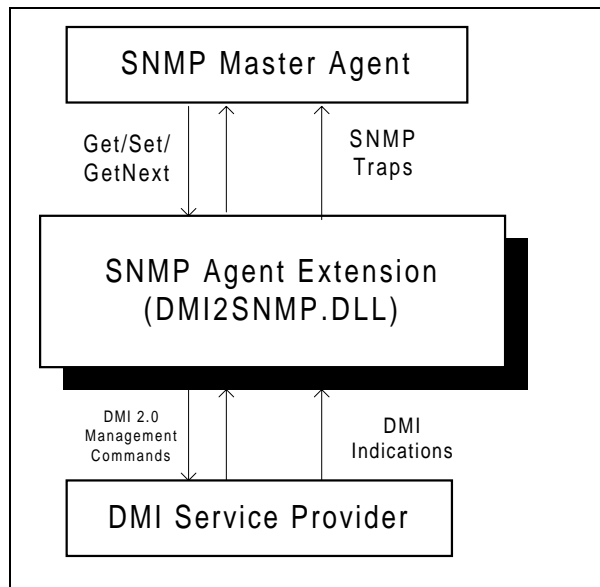 SNMP Master Agent
Get/Set/
GetNext
SNMP
Traps
SNMP Agent Extension
(DMI2SNMP.DLL)
DMI 2.0
Management
Commands
DMI
Indications
DMI Service Provider